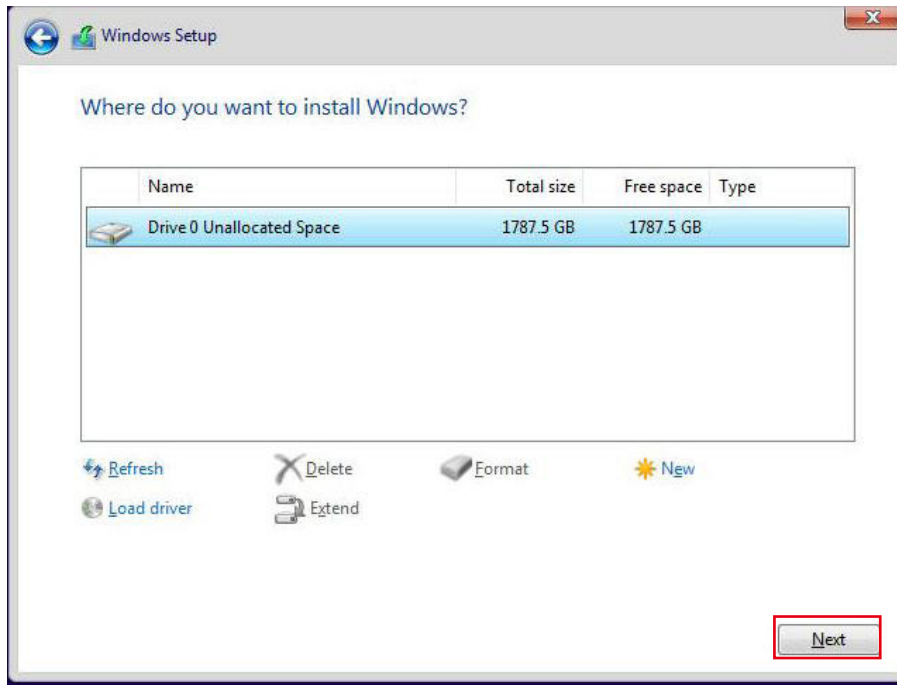 Windows Setup
Where do you want to install Windows?
Name Total size Free space Type
Drive 0 Unallocated Space 1787.5 GB 1787.5 GB
Refresh Delete Format New
Load driver Extend
Next